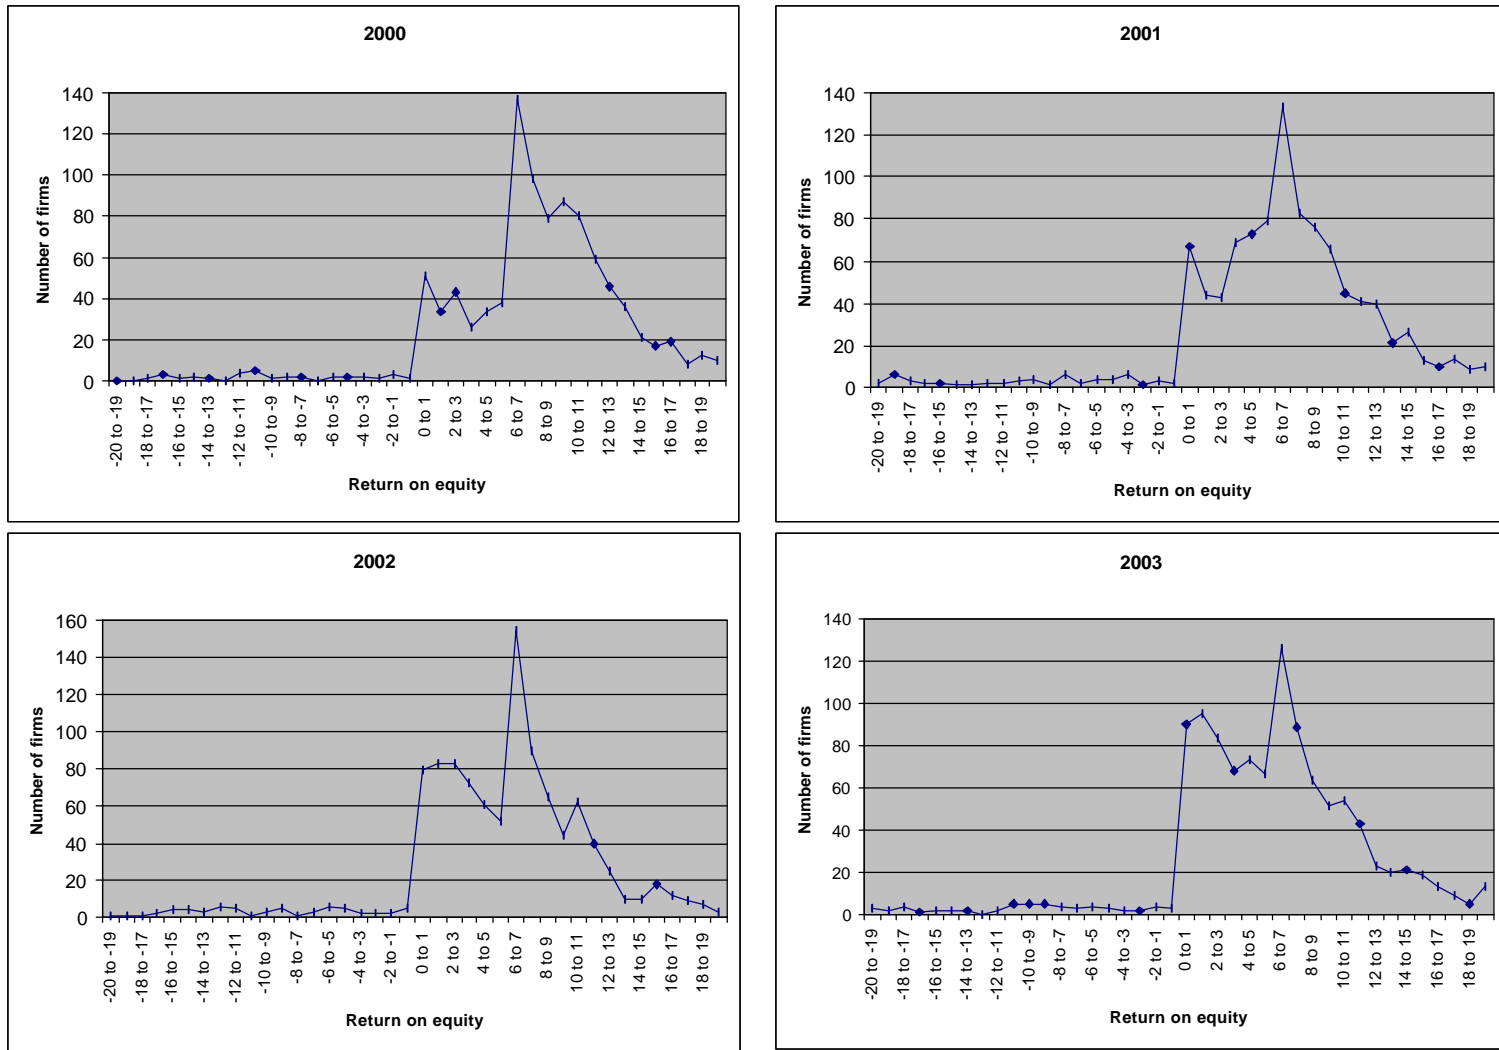 2000
140
120
100
80
60
40
20
0
Number of firms
-20 to -19
-18 to -17
-16 to -15
-14 to -13
-12 to -11
-10 to -9
-8 to -7
-6 to -5
-4 to -3
-2 to -1
0 to 1
2 to 3
4 to 5
6 to 7
8 to 9
10 to 11
12 to 13
14 to 15
16 to 17
18 to 19
Return on equity
2001
140
120
100
80
60
40
20
0
Number of firms
-20 to -19
-18 to -17
-16 to -15
-14 to -13
-12 to -11
-10 to -9
-8 to -7
-6 to -5
-4 to -3
-2 to -1
0 to 1
2 to 3
4 to 5
6 to 7
8 to 9
10 to 11
12 to 13
14 to 15
16 to 17
18 to 19
Return on equity
2002
160
140
120
100
80
60
40
20
0
Number of firms
-20 to -19
-18 to -17
-16 to -15
-14 to -13
-12 to -11
-10 to -9
-8 to -7
-6 to -5
-4 to -3
-2 to -1
0 to 1
2 to 3
4 to 5
6 to 7
8 to 9
10 to 11
12 to 13
14 to 15
16 to 17
18 to 19
Return on equity
2003
140
120
100
80
60
40
20
0
Number of firms
-20 to -19
-18 to -17
-16 to -15
-14 to -13
-12 to -11
-10 to -9
-8 to -7
-6 to -5
-4 to -3
-2 to -1
0 to 1
2 to 3
4 to 5
6 to 7
8 to 9
10 to 11
12 to 13
14 to 15
16 to 17
18 to 19
Return on equity